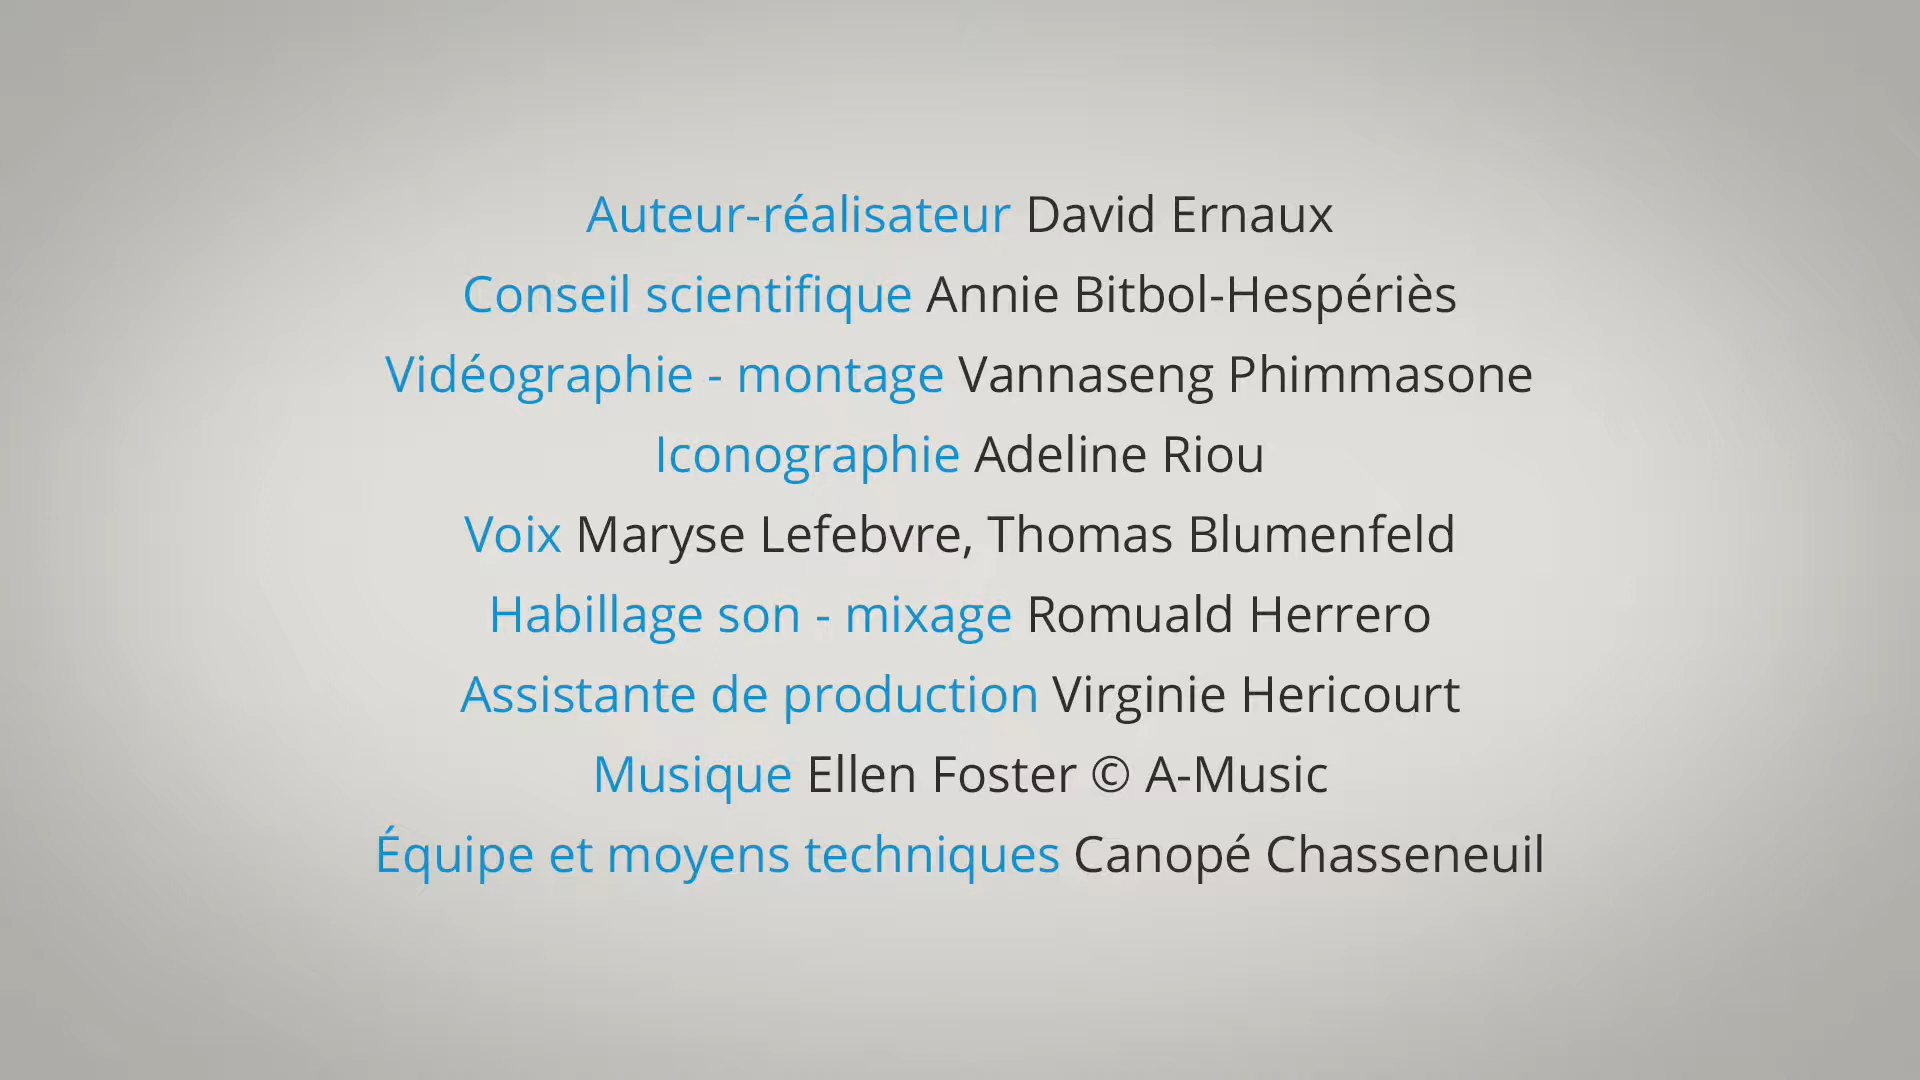 Auteur-réalisateur David Ernaux
Conseil scientifique Annie Bitbol-Hespériès
Vidéographie - montage Vannaseng Phimmasone
Iconographie Adeline Riou
Voix Maryse Lefebvre, Thomas Blumenfeld
Habillage son - mixage Romuald Herrero
Assistante de production Virginie Hericourt
Musique Ellen Foster © A-Music
Équipe et moyens techniques Canopé Chasseneuil